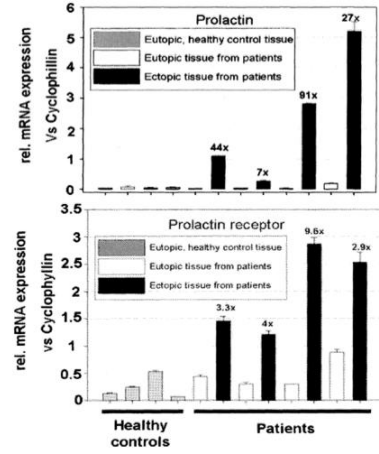 Prolactin
rel. mRNA expression
Vs Cyclophillin
6
5
4
3
2
1
0
Eutopic, healthy control tissue
Eutopic tissue from patients
Ectopic tissue from patients
44x
7x
91x
27x
Prolactin receptor
rel. mRNA expression
vs Cyclophyllin
3.5
3
2.5
2
1.5
1
0.5
0
Eutopic, healthy control tissue
Eutopic tissue from patients
Ectopic tissue from patients
3.3x
4x
9.6x
2.9x
Healthy
controls
Patients